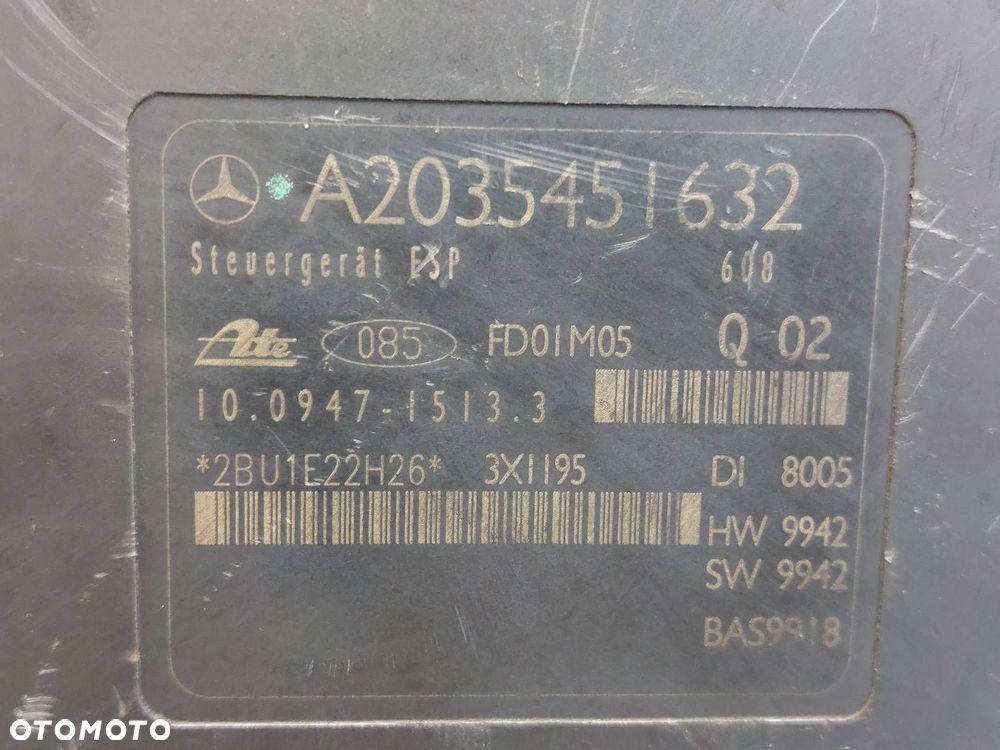 A2035451632
Steuergerät ESP 608
Ate 085 FD01M05 Q 02
10.0947-1513.3
*2BU1E22H26* 3X1195 DI 8005
HW 9942
SW 9942
BAS9918
OTOMOTO